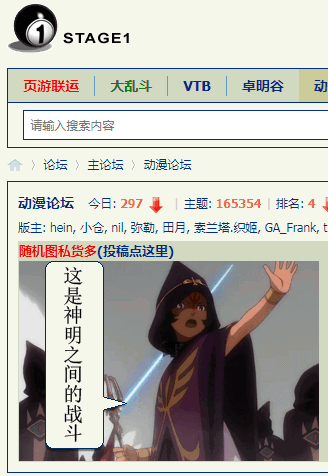 1
STAGE1
页游联运 大乱斗 VTB 卓明谷 动
请输入搜索内容
论坛 主论坛 动漫论坛
动漫论坛 今日: 297 | 主题: 165354 | 排名: 4
版主: hein, 小仓, nil, 弥勒, 田月, 索兰塔.织姬, GA_Frank, t
随机图私货多(投稿点这里)
这是神明之间的战斗